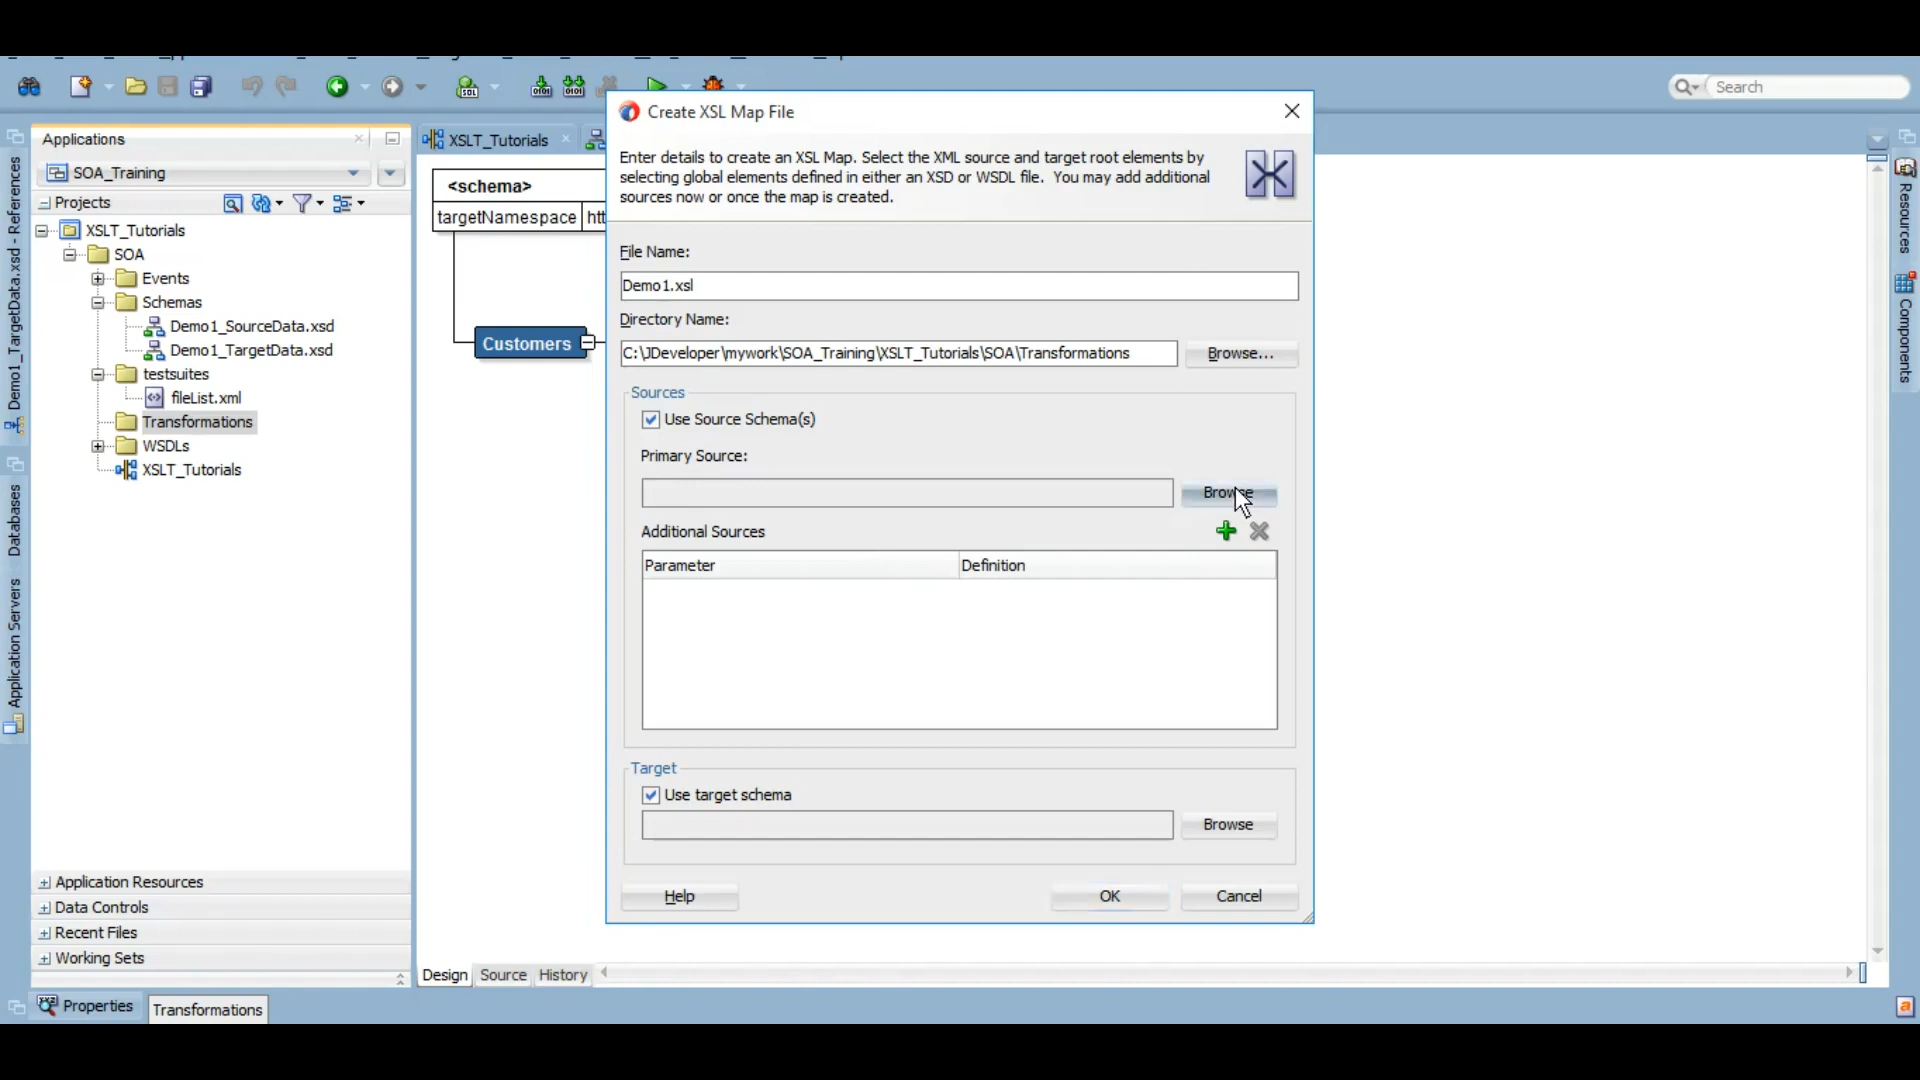 Search
Applications
SOA_Training
Projects
XSLT_Tutorials
SOA
Events
Schemas
Demo1_SourceData.xsd
Demo1_TargetData.xsd
testsuites
fileList.xml
Transformations
WSDLs
XSLT_Tutorials
Application Resources
Data Controls
Recent Files
Working Sets
Properties
Transformations
Demo1_TargetData.xsd - References
Databases
Application Servers
XSLT_Tutorials
<schema>
targetNamespace
htt
Customers
Design
Source
History
Create XSL Map File
Enter details to create an XSL Map. Select the XML source and target root elements by
selecting global elements defined in either an XSD or WSDL file. You may add additional
sources now or once the map is created.
File Name:
Demo1.xsl
Directory Name:
C:\JDeveloper\mywork\SOA_Training\XSLT_Tutorials\SOA\Transformations
Browse...
Sources
Use Source Schema(s)
Primary Source:
Browse
Additional Sources
Parameter
Definition
Target
Use target schema
Browse
Help
OK
Cancel
Resources
Components